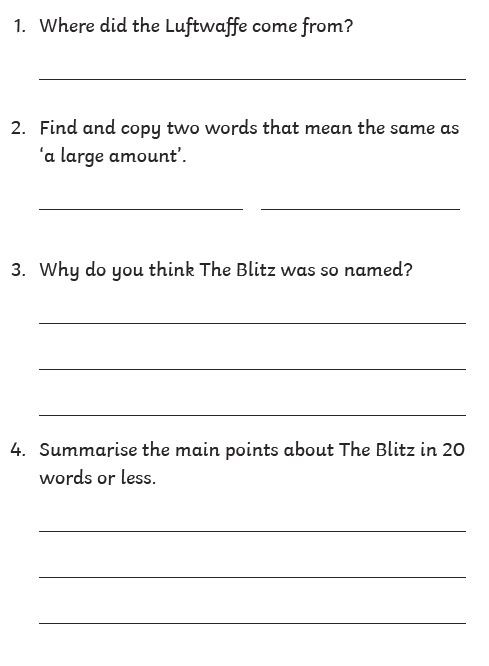 1. Where did the Luftwaffe come from?
2. Find and copy two words that mean the same as
‘a large amount’.
3. Why do you think The Blitz was so named?
4. Summarise the main points about The Blitz in 20
words or less.